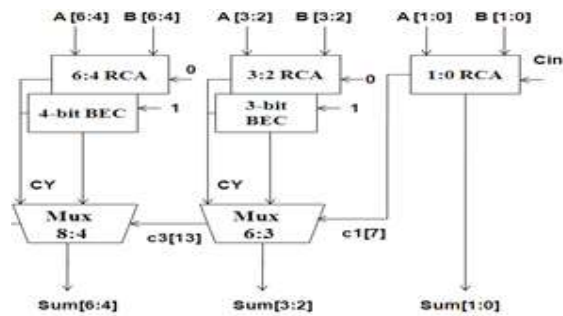 A [6:4] B [6:4] A [3:2] B [3:2] A [1:0] B [1:0]
Cin
6:4 RCA 0 3:2 RCA 0 1:0 RCA
4-bit BEC 1 3-bit BEC 1
CY CY
Mux 8:4 c3[13] Mux 6:3 c1[7]
Sum[6:4] Sum[3:2] Sum[1:0]